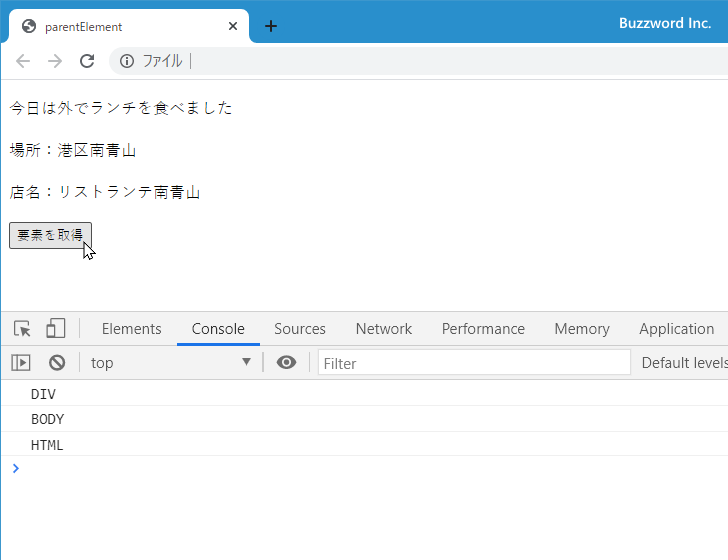 parentElement
Buzzword Inc.
ファイル
今日は外でランチを食べました
場所：港区南青山
店名：リストランテ南青山
要素を取得
Elements Console Sources Network Performance Memory Application
top Filter Default levels
DIV
BODY
HTML